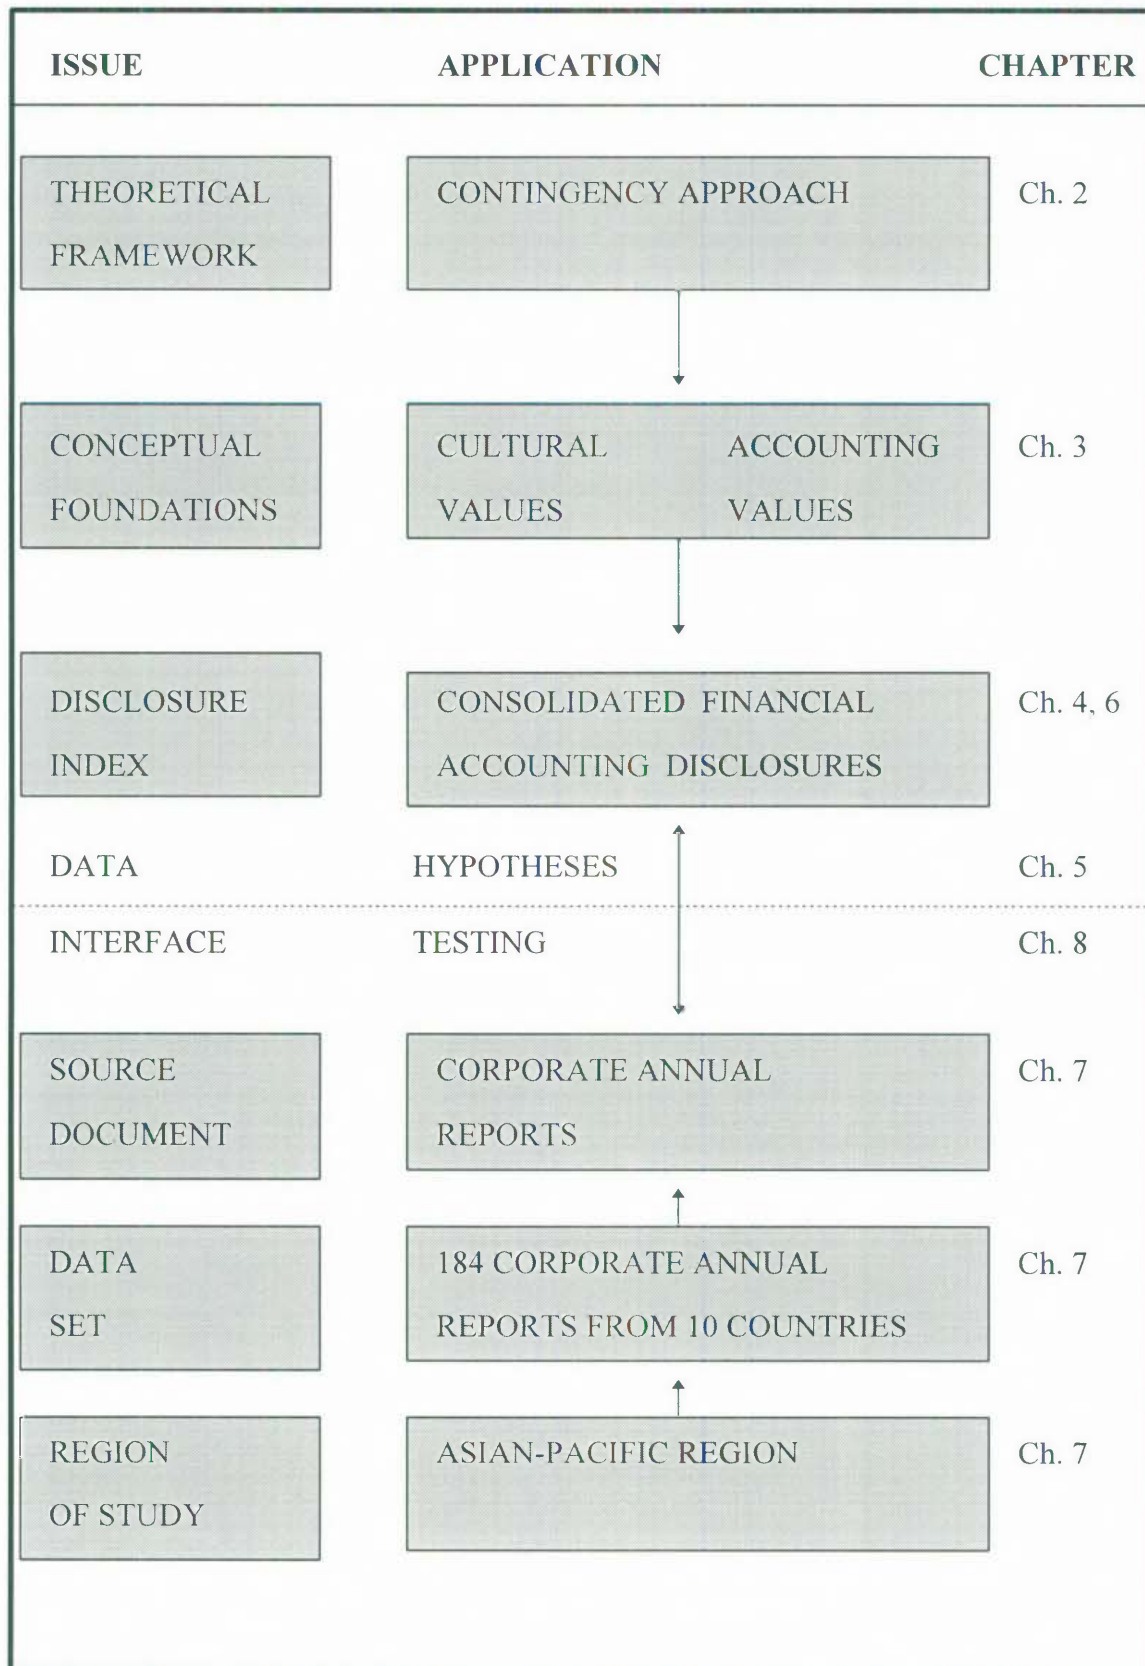 ISSUE APPLICATION CHAPTER
THEORETICAL CONTINGENCY APPROACH Ch. 2
FRAMEWORK
CONCEPTUAL CULTURAL ACCOUNTING Ch. 3
FOUNDATIONS VALUES VALUES
DISCLOSURE CONSOLIDATED FINANCIAL Ch. 4, 6
INDEX ACCOUNTING DISCLOSURES
DATA HYPOTHESES Ch. 5
INTERFACE TESTING Ch. 8
SOURCE CORPORATE ANNUAL Ch. 7
DOCUMENT REPORTS
DATA 184 CORPORATE ANNUAL Ch. 7
SET REPORTS FROM 10 COUNTRIES
REGION ASIAN-PACIFIC REGION Ch. 7
OF STUDY